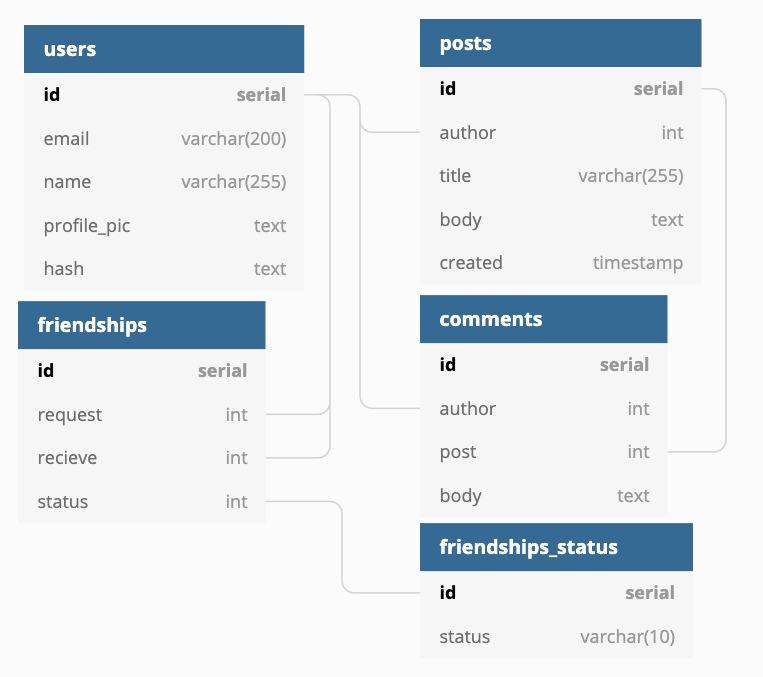 users
id serial
email varchar(200)
name varchar(255)
profile_pic text
hash text
friendships
id serial
request int
recieve int
status int
posts
id serial
author int
title varchar(255)
body text
created timestamp
comments
id serial
author int
post int
body text
friendships_status
id serial
status varchar(10)